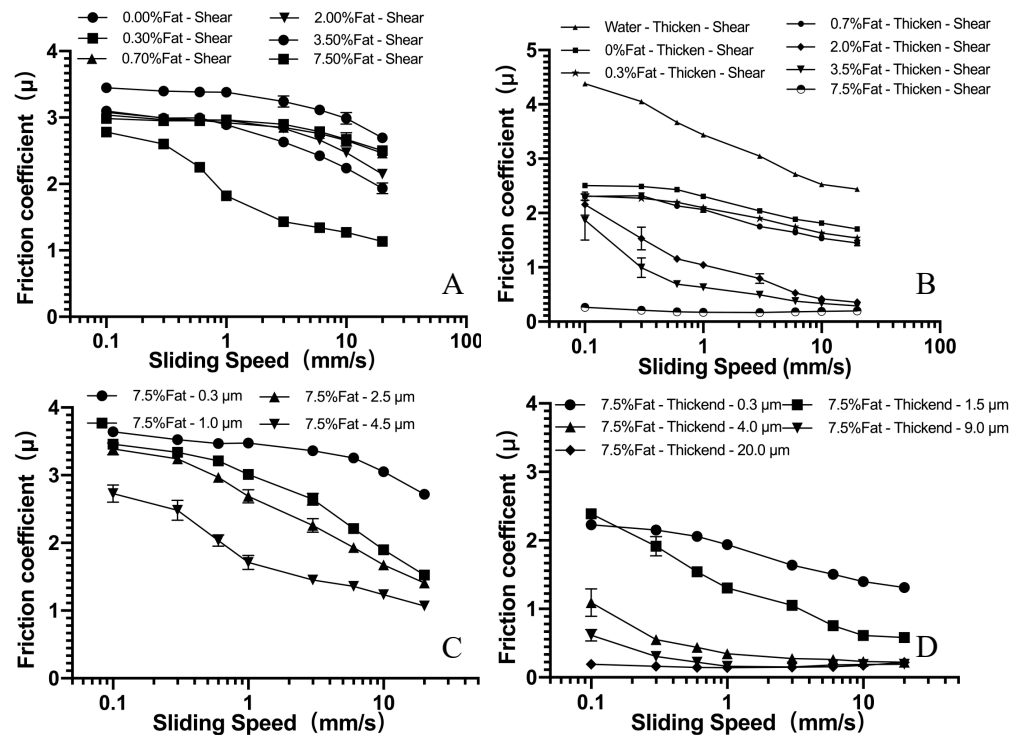 0.00%Fat - Shear
2.00%Fat - Shear
0.30%Fat - Shear
3.50%Fat - Shear
0.70%Fat - Shear
7.50%Fat - Shear
4
3
2
1
0
Friction coefficient (μ)
0.1
1
10
100
Sliding Speed (mm/s)
A
Water - Thicken - Shear
0%Fat - Thicken - Shear
0.3%Fat - Thicken - Shear
0.7%Fat - Thicken - Shear
2.0%Fat - Thicken - Shear
3.5%Fat - Thicken - Shear
7.5%Fat - Thicken - Shear
5
4
3
2
1
0
Friction coefficient (μ)
0.1
1
10
100
Sliding Speed (mm/s)
B
7.5%Fat - 0.3 μm
7.5%Fat - 2.5 μm
7.5%Fat - 1.0 μm
7.5%Fat - 4.5 μm
4
3
2
1
0
Friction coefficient (μ)
0.1
1
10
Sliding Speed (mm/s)
C
7.5%Fat - Thickend - 0.3 μm
7.5%Fat - Thickend - 1.5 μm
7.5%Fat - Thickend - 4.0 μm
7.5%Fat - Thickend - 9.0 μm
7.5%Fat - Thickend - 20.0 μm
4
3
2
1
0
Friction coefficent (μ)
0.1
1
10
Sliding Speed (mm/s)
D